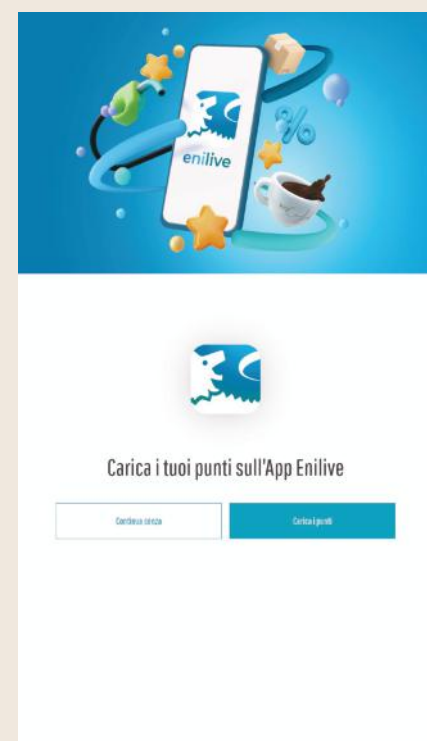 enilive
%
Carica i tuoi punti sull'App Enilive
Continua senza
Carica i punti